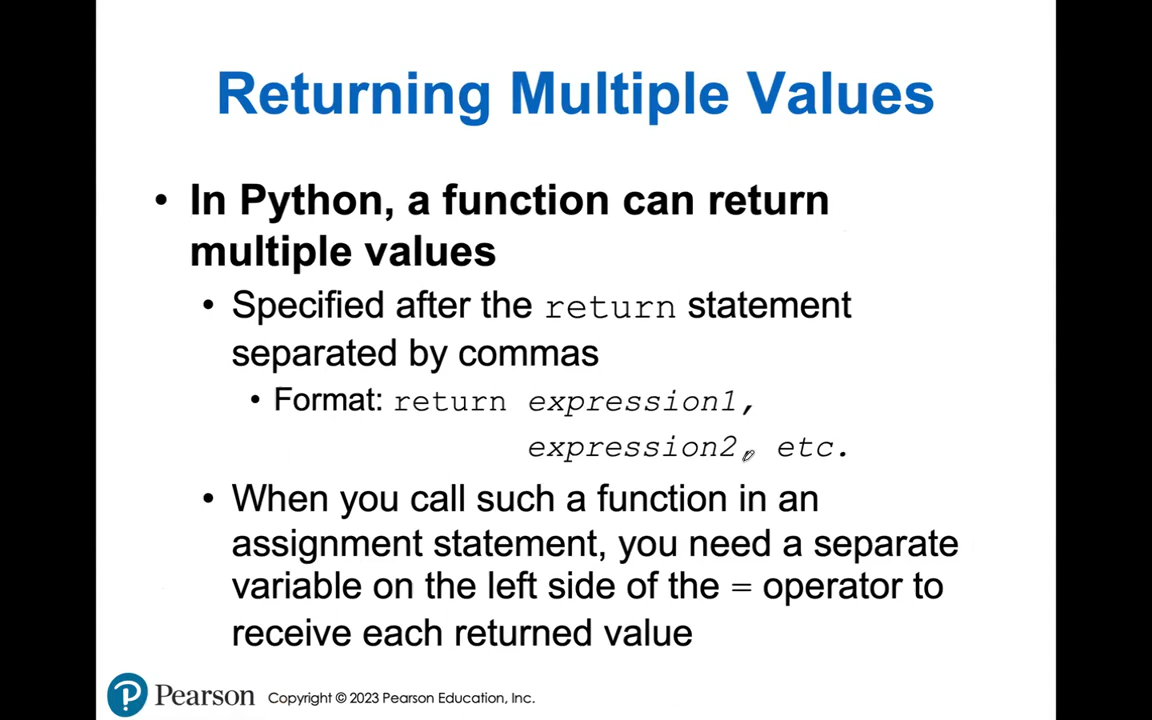 Returning Multiple Values
• In Python, a function can return
multiple values
• Specified after the return statement
separated by commas
• Format: return expression1,
expression2, etc.
• When you call such a function in an
assignment statement, you need a separate
variable on the left side of the = operator to
receive each returned value
Pearson Copyright © 2023 Pearson Education, Inc.